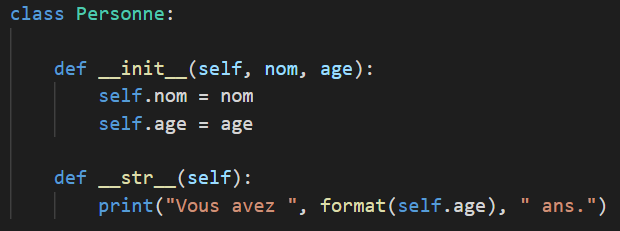 class Personne:
def __init__(self, nom, age):
self.nom = nom
self.age = age
def __str__(self):
print("Vous avez ", format(self.age), " ans.")